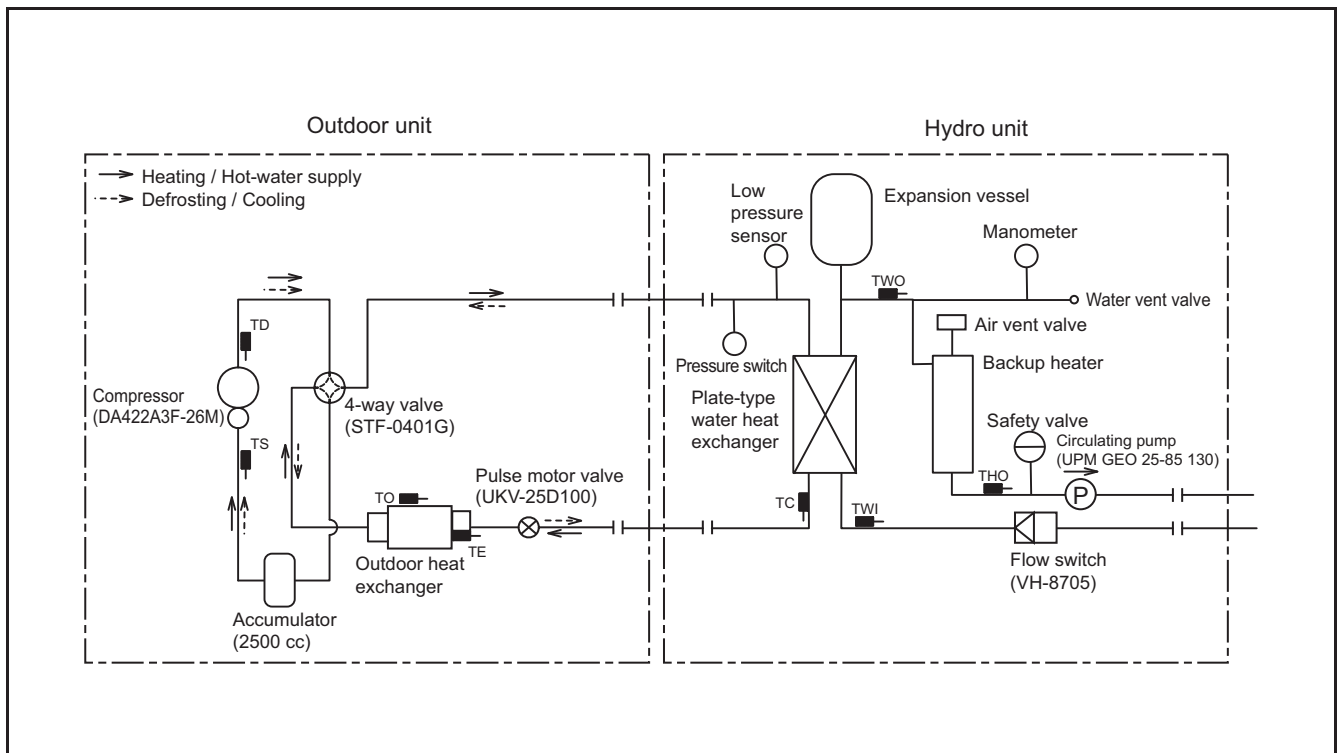 Outdoor unit
Hydro unit
Heating / Hot-water supply
Defrosting / Cooling
Low
pressure
sensor
Expansion vessel
Manometer
TWO
Water vent valve
TD
Air vent valve
Pressure switch
Backup heater
Compressor
(DA422A3F-26M)
4-way valve
(STF-0401G)
Plate-type
water heat
exchanger
Safety valve
Circulating pump
(UPM GEO 25-85 130)
TS
Pulse motor valve
(UKV-25D100)
TO
THO
P
TC
TWI
TE
Outdoor heat
exchanger
Flow switch
(VH-8705)
Accumulator
(2500 cc)